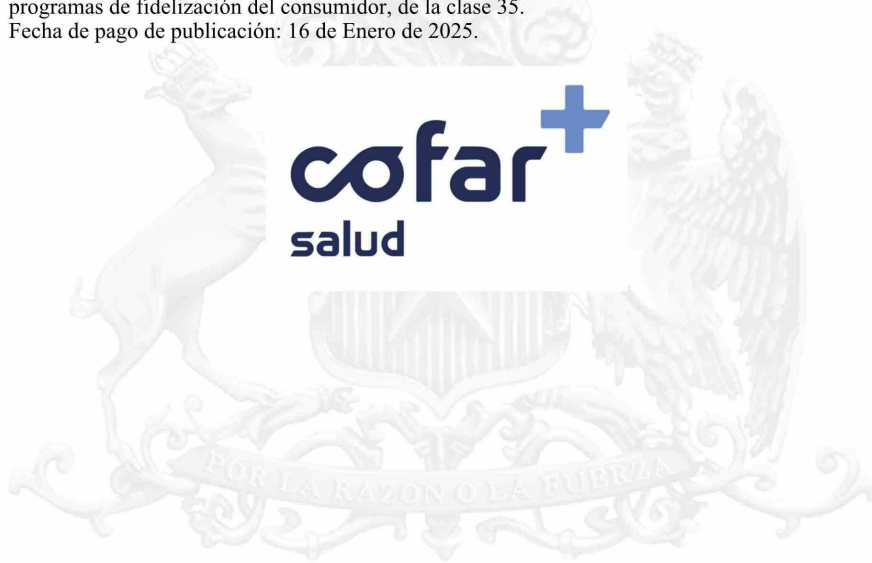 programas de fidelización del consumidor, de la clase 35.
Fecha de pago de publicación: 16 de Enero de 2025.
cofar+
salud
POR LA RAZON O LA FUERZA